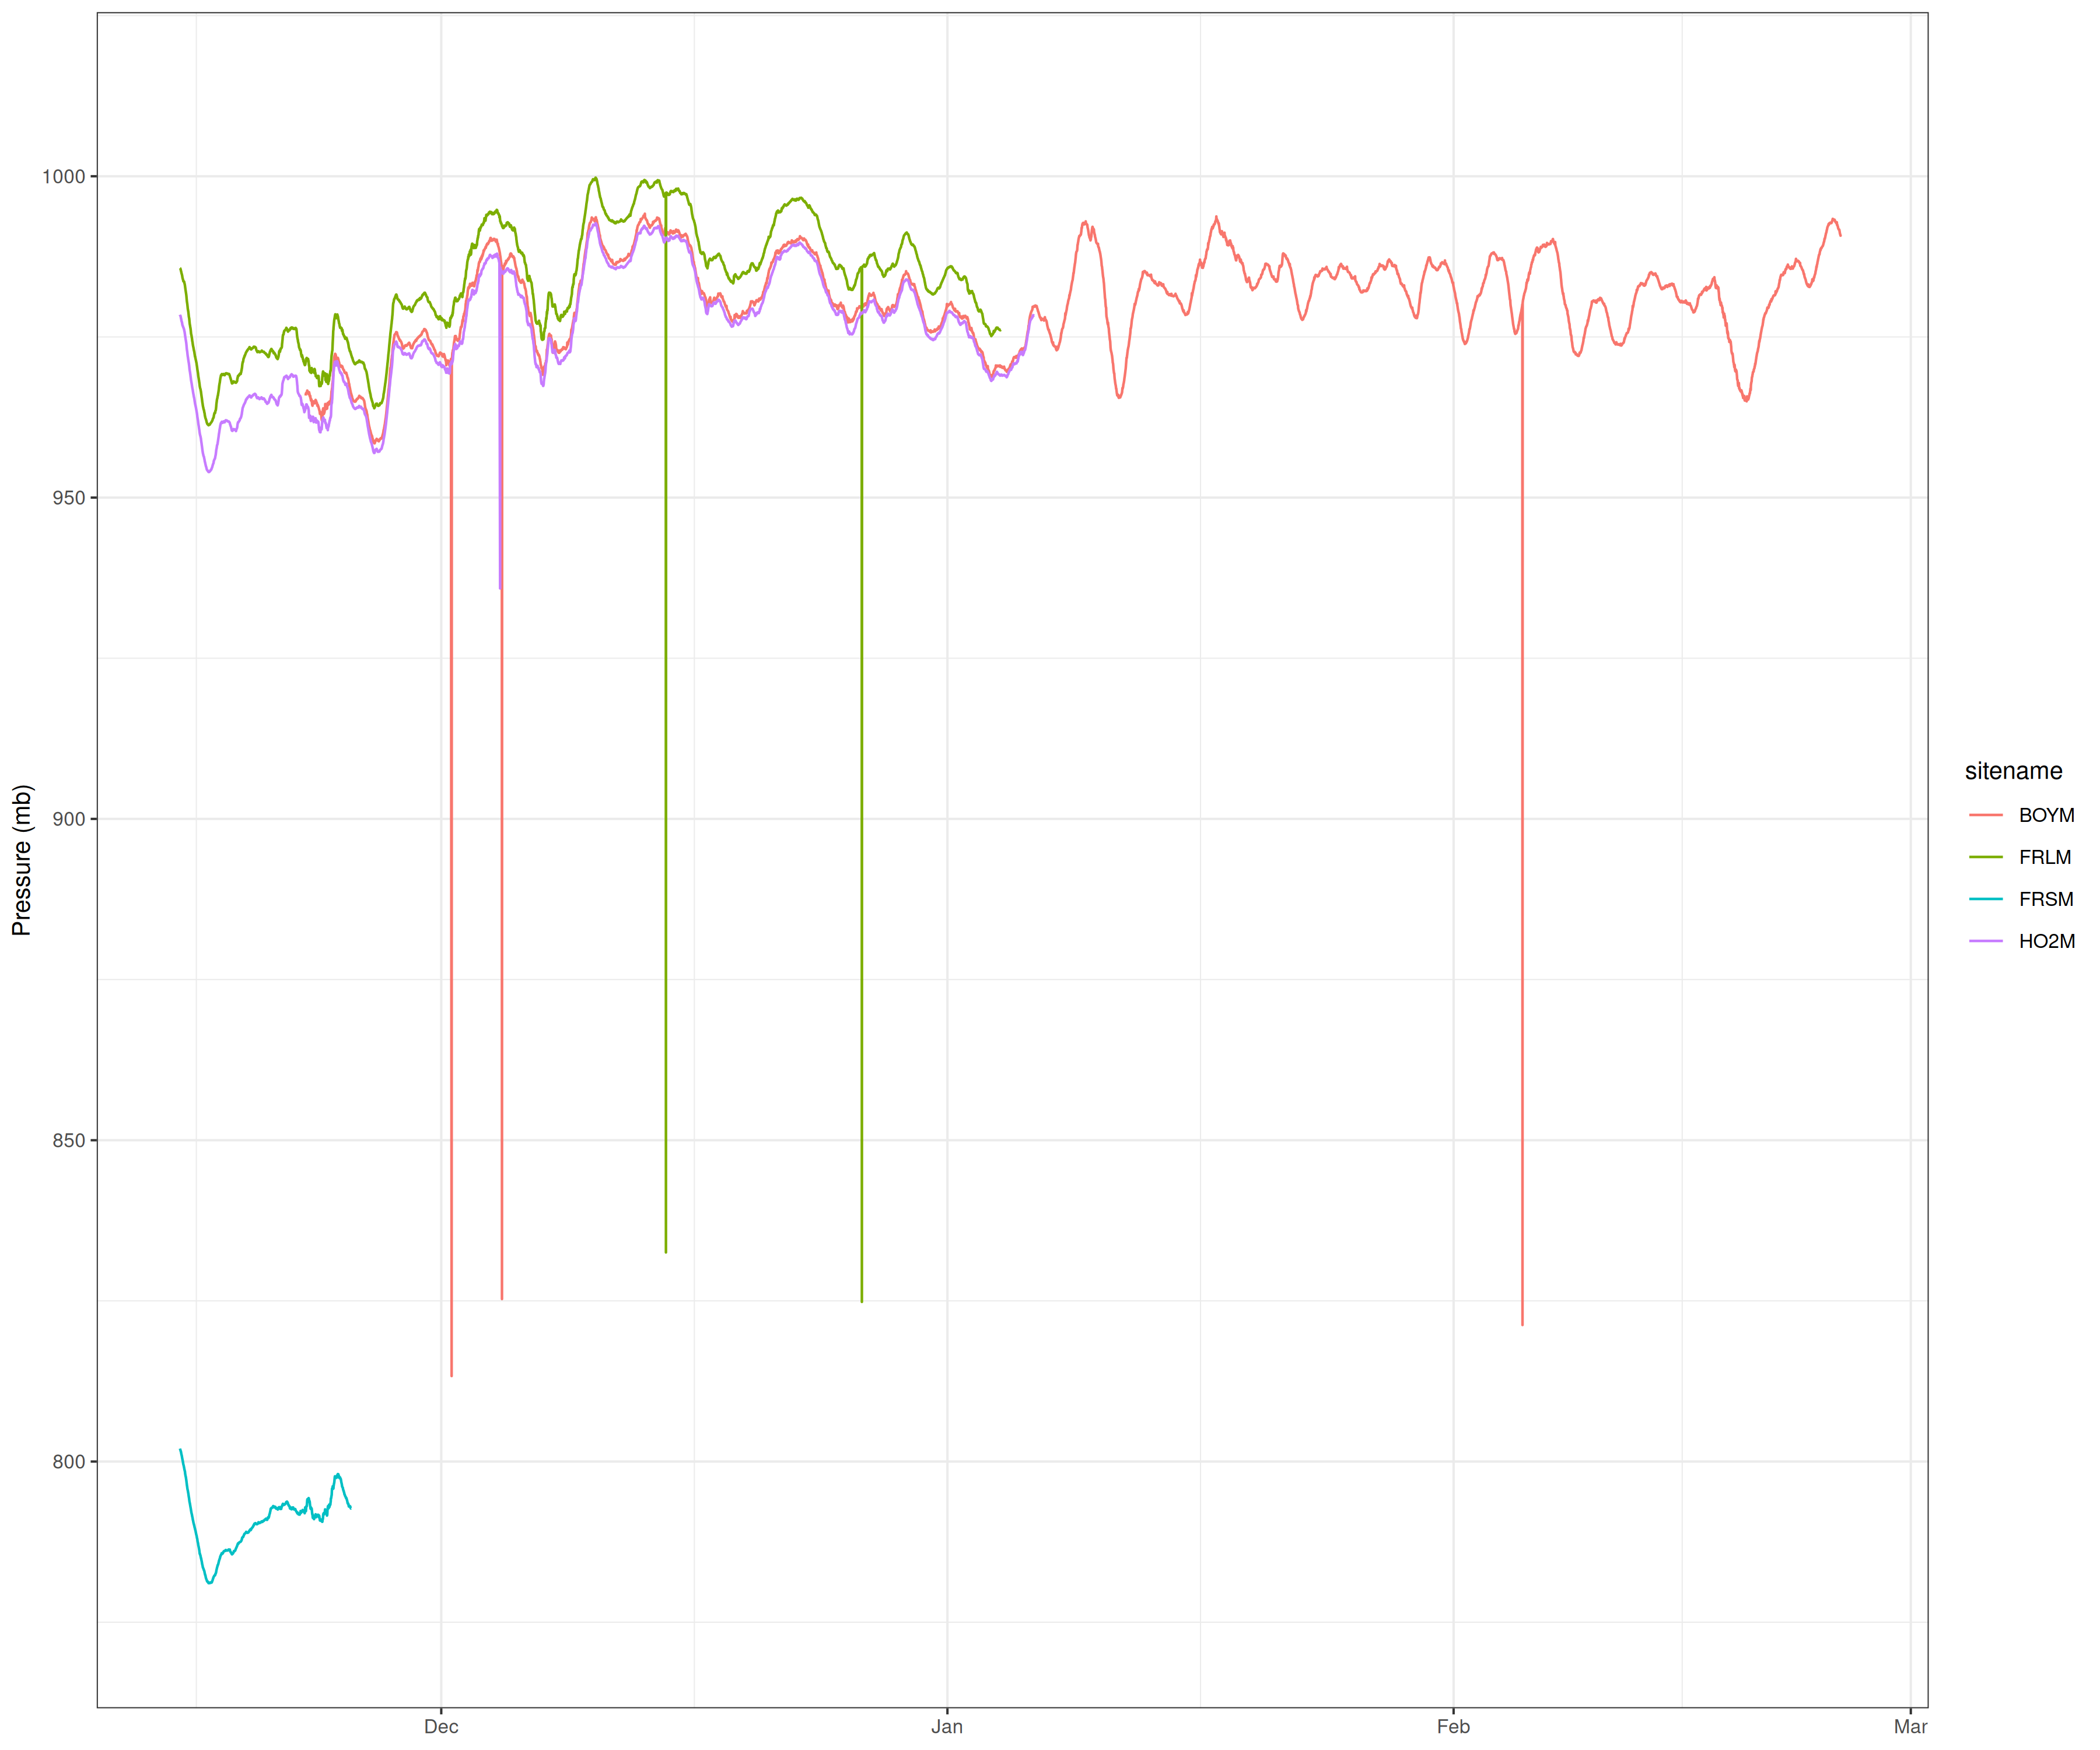 1000
950
900
850
800
Pressure (mb)
Dec
Jan
Feb
Mar
sitename
BOYM
FRLM
FRSM
HO2M